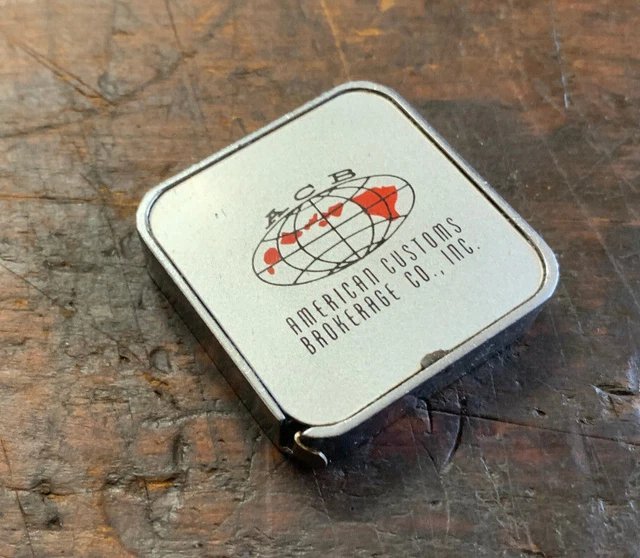 ACB
AMERICAN CUSTOMS
BROKERAGE CO., INC.